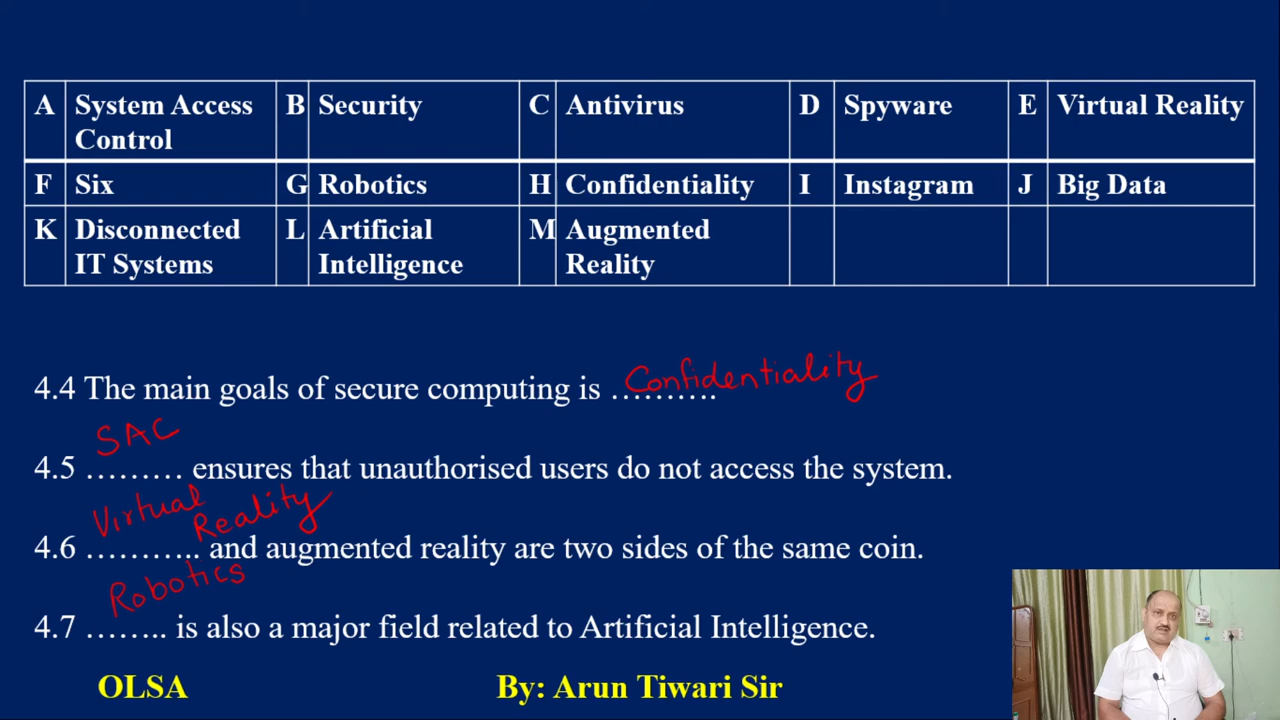 A System Access Control B Security C Antivirus D Spyware E Virtual Reality
F Six G Robotics H Confidentiality I Instagram J Big Data
K Disconnected IT Systems L Artificial Intelligence M Augmented Reality
4.4 The main goals of secure computing is ………. Confidentiality
SAC
4.5 ……… ensures that unauthorised users do not access the system.
Virtual Reality
4.6 ……….. and augmented reality are two sides of the same coin.
Robotics
4.7 …….. is also a major field related to Artificial Intelligence.
OLSA By: Arun Tiwari Sir